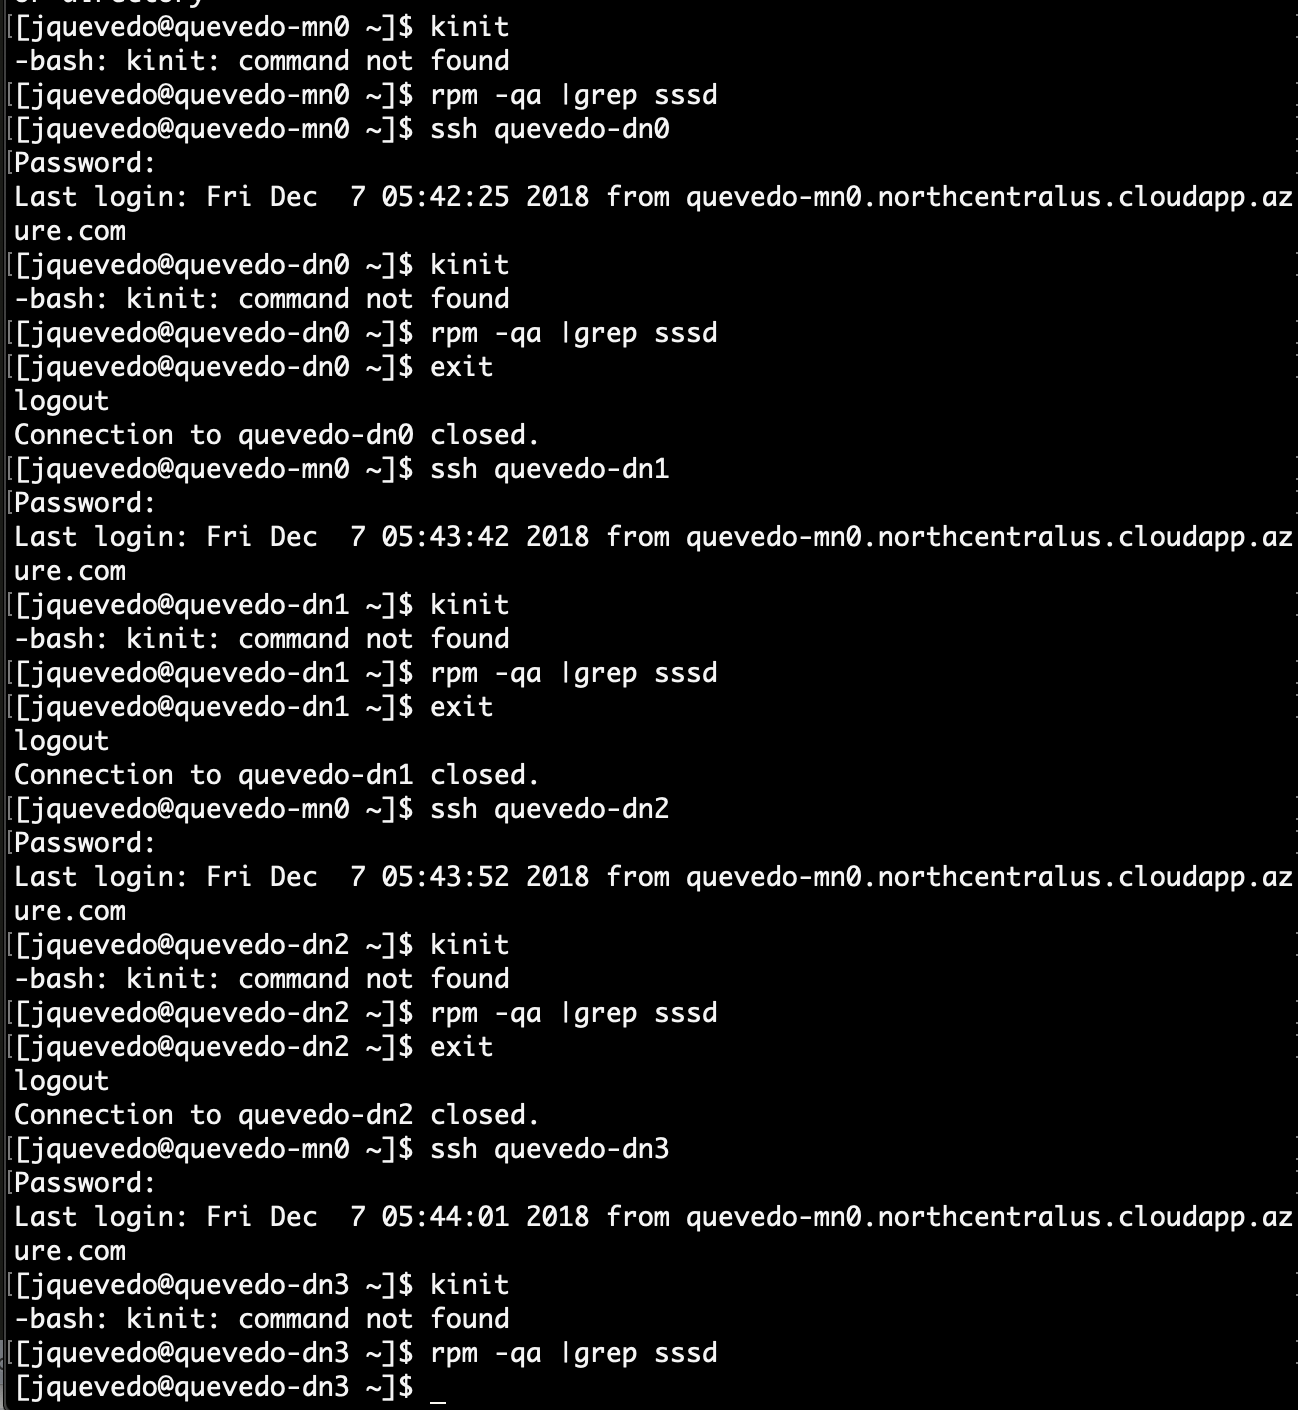 or directory
[[jquevedo@quevedo-mn0 ~]$ kinit
-bash: kinit: command not found
[[jquevedo@quevedo-mn0 ~]$ rpm -qa |grep sssd
[[jquevedo@quevedo-mn0 ~]$ ssh quevedo-dn0
[Password:
Last login: Fri Dec  7 05:42:25 2018 from quevedo-mn0.northcentralus.cloudapp.az
ure.com
[[jquevedo@quevedo-dn0 ~]$ kinit
-bash: kinit: command not found
[[jquevedo@quevedo-dn0 ~]$ rpm -qa |grep sssd
[[jquevedo@quevedo-dn0 ~]$ exit
logout
Connection to quevedo-dn0 closed.
[[jquevedo@quevedo-mn0 ~]$ ssh quevedo-dn1
[Password:
Last login: Fri Dec  7 05:43:42 2018 from quevedo-mn0.northcentralus.cloudapp.az
ure.com
[[jquevedo@quevedo-dn1 ~]$ kinit
-bash: kinit: command not found
[[jquevedo@quevedo-dn1 ~]$ rpm -qa |grep sssd
[[jquevedo@quevedo-dn1 ~]$ exit
logout
Connection to quevedo-dn1 closed.
[[jquevedo@quevedo-mn0 ~]$ ssh quevedo-dn2
[Password:
Last login: Fri Dec  7 05:43:52 2018 from quevedo-mn0.northcentralus.cloudapp.az
ure.com
[[jquevedo@quevedo-dn2 ~]$ kinit
-bash: kinit: command not found
[[jquevedo@quevedo-dn2 ~]$ rpm -qa |grep sssd
[[jquevedo@quevedo-dn2 ~]$ exit
logout
Connection to quevedo-dn2 closed.
[[jquevedo@quevedo-mn0 ~]$ ssh quevedo-dn3
[Password:
Last login: Fri Dec  7 05:44:01 2018 from quevedo-mn0.northcentralus.cloudapp.az
ure.com
[[jquevedo@quevedo-dn3 ~]$ kinit
-bash: kinit: command not found
[[jquevedo@quevedo-dn3 ~]$ rpm -qa |grep sssd
[jquevedo@quevedo-dn3 ~]$ _